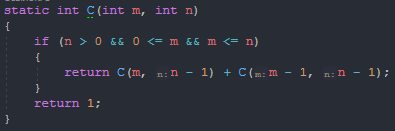 static int C(int m, int n)
{
    if (n > 0 && 0 <= m && m <= n)
    {
        return C(m, n: n - 1) + C(m: m - 1, n: n - 1);
    }
    return 1;
}